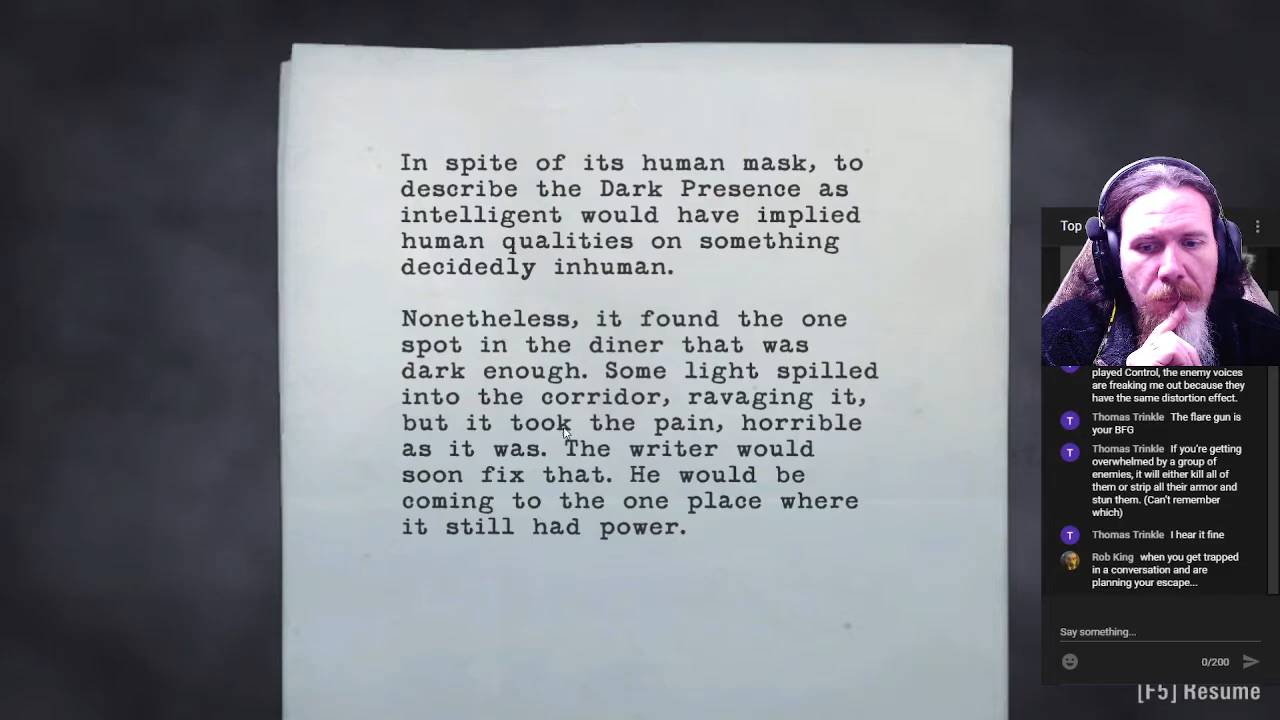 In spite of its human mask, to
describe the Dark Presence as
intelligent would have implied
human qualities on something
decidedly inhuman.
Nonetheless, it found the one
spot in the diner that was
dark enough. Some light spilled
into the corridor, ravaging it,
but it took the pain, horrible
as it was. The writer would
soon fix that. He would be
coming to the one place where
it still had power.
Top
played Control, the enemy voices
are freaking me out because they
have the same distortion effect.
T Thomas Trinkle The flare gun is
your BFG
T Thomas Trinkle If you're getting
overwhelmed by a group of
enemies, it will either kill all of
them or strip all their armor and
stun them. (Can't remember
which)
T Thomas Trinkle I hear it fine
Rob King when you get trapped
in a conversation and are
planning your escape...
Say something...
0/200
[F5] Resume